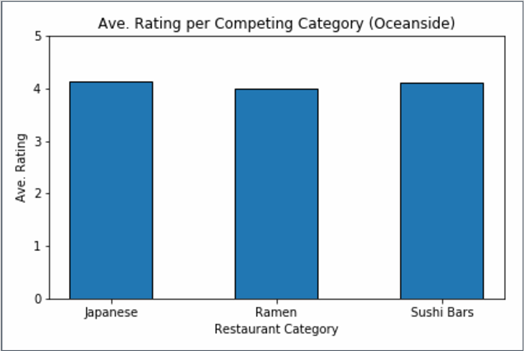 Ave. Rating per Competing Category (Oceanside)
5
4
3
2
1
0
Ave. Rating
Japanese Ramen Sushi Bars
Restaurant Category